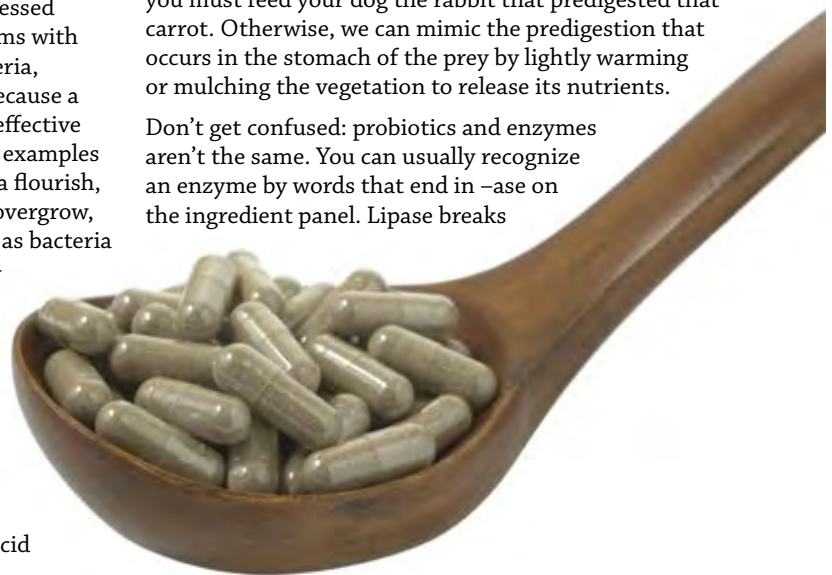 essed
ms with
eria,
ecause a
effective
examples
a flourish,
overgrow,
as bacteria
cid
you must feed your dog the rabbit that predigested that
carrot. Otherwise, we can mimic the predigestion that
occurs in the stomach of the prey by lightly warming
or mulching the vegetation to release its nutrients.
Don’t get confused: probiotics and enzymes
aren’t the same. You can usually recognize
an enzyme by words that end in –ase on
the ingredient panel. Lipase breaks